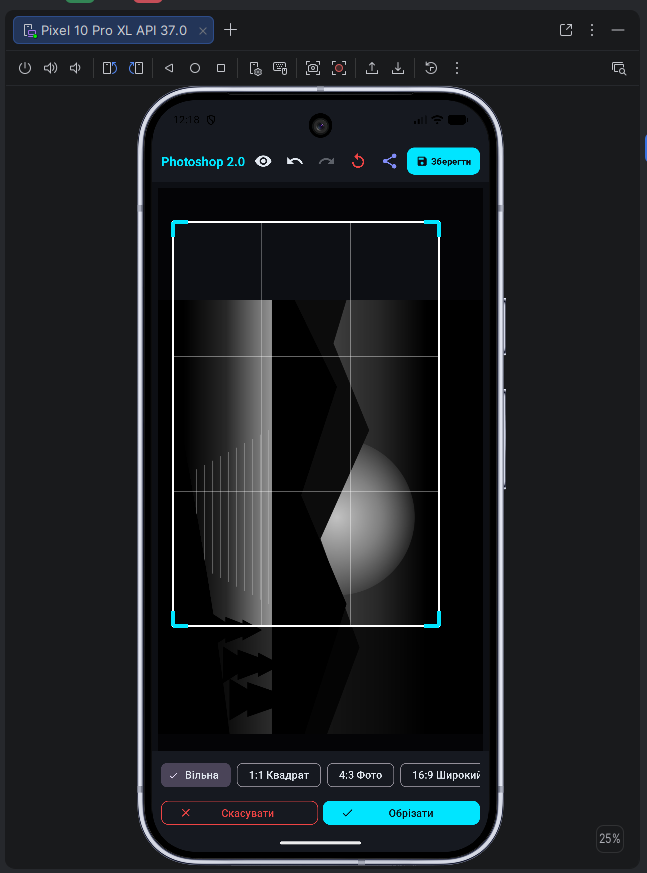 Pixel 10 Pro XL API 37.0
12:18
Photoshop 2.0
Зберегти
Вільна
1:1 Квадрат
4:3 Фото
16:9 Широкий
Скасувати
Обрізати
25%